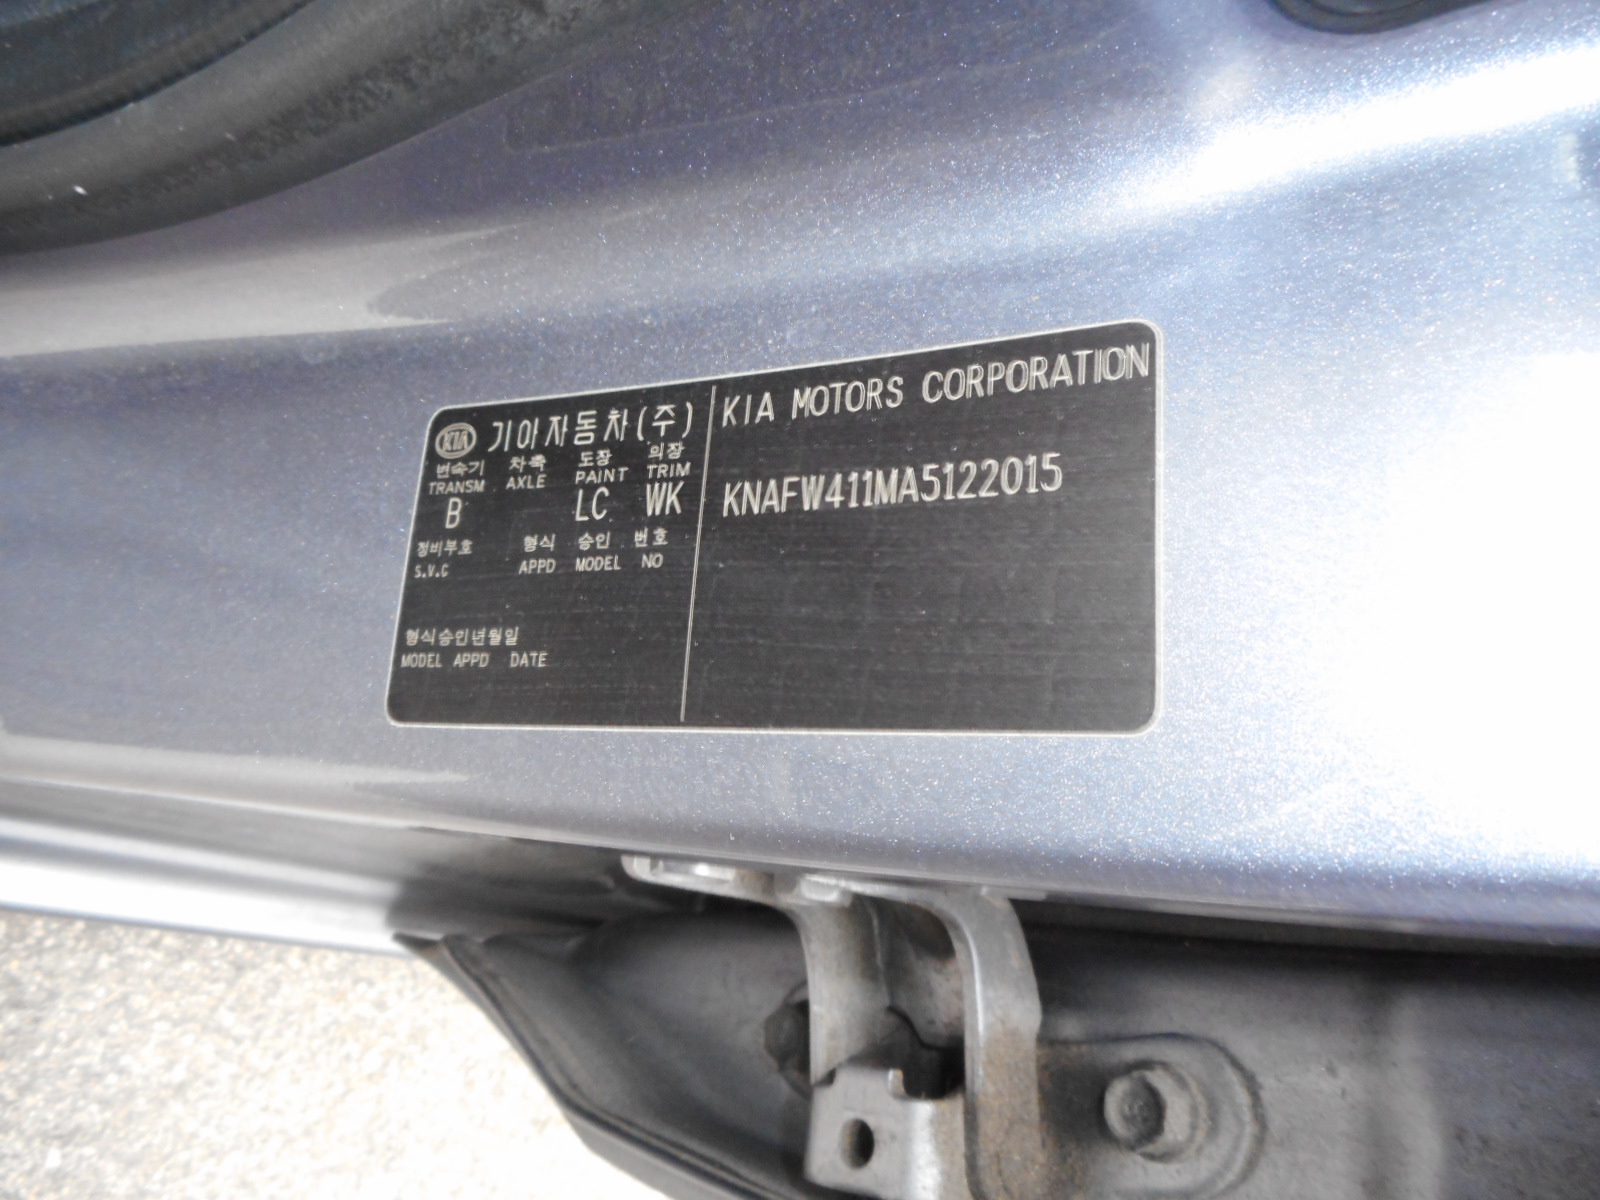 KIA 기아자동차(주)
변속기 차축 도장 의장
TRANSM AXLE PAINT TRIM
B LC WK
정비부호 형식 승인 번호
S.V.C APPD MODEL NO
형식승인년월일
MODEL APPD DATE
KIA MOTORS CORPORATION
KNAFW411MA5122015